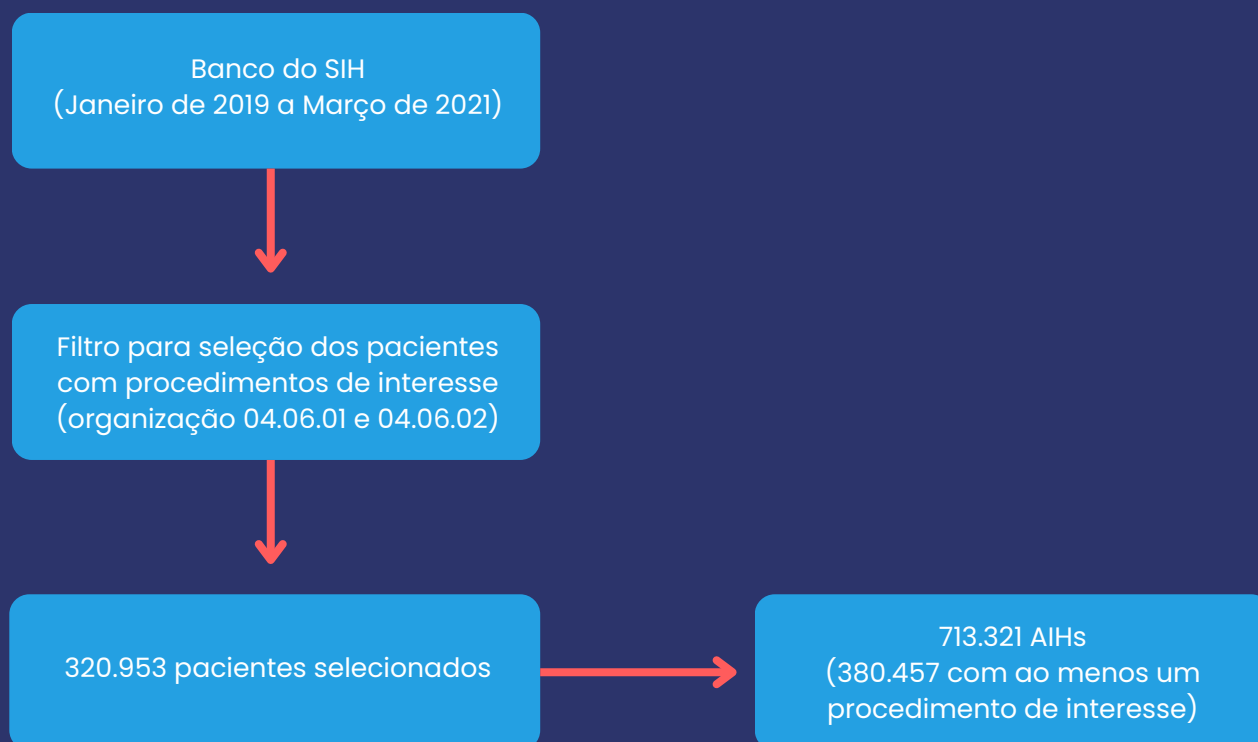 Banco do SIH
(Janeiro de 2019 a Março de 2021)
Filtro para seleção dos pacientes
com procedimentos de interesse
(organização 04.06.01 e 04.06.02)
320.953 pacientes selecionados
713.321 AIHs
(380.457 com ao menos um
procedimento de interesse)